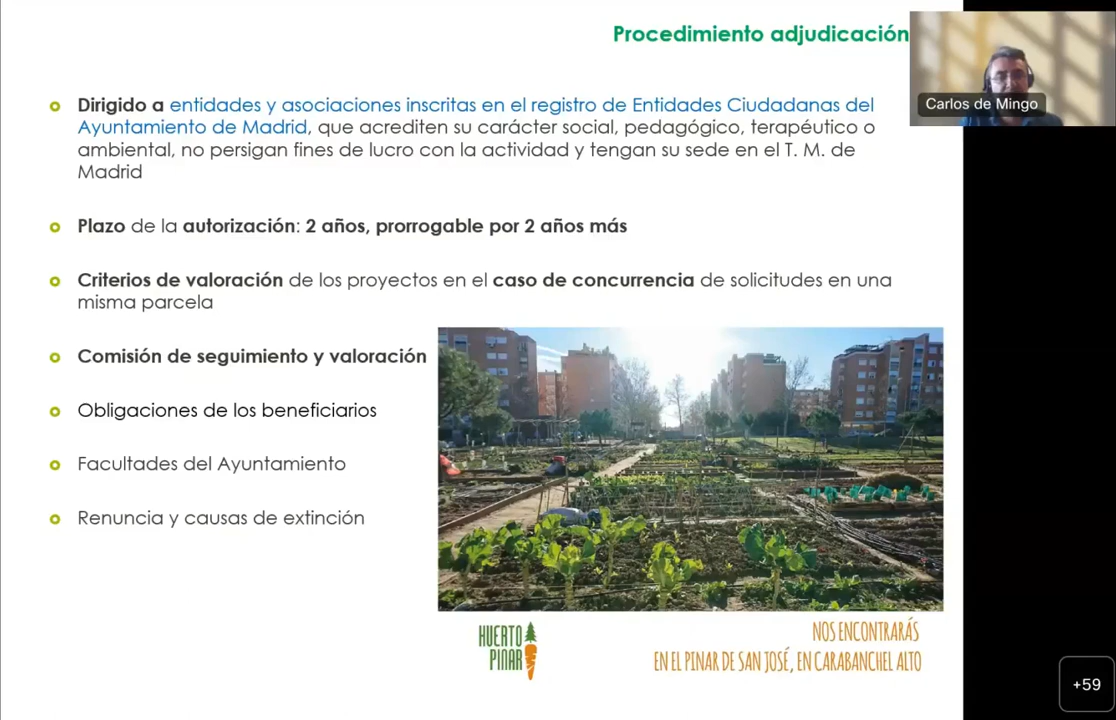 Procedimiento adjudicación
Carlos de Mingo
Dirigido a entidades y asociaciones inscritas en el registro de Entidades Ciudadanas del
Ayuntamiento de Madrid, que acrediten su carácter social, pedagógico, terapéutico o
ambiental, no persigan fines de lucro con la actividad y tengan su sede en el T. M. de
Madrid
Plazo de la autorización: 2 años, prorrogable por 2 años más
Criterios de valoración de los proyectos en el caso de concurrencia de solicitudes en una
misma parcela
Comisión de seguimiento y valoración
Obligaciones de los beneficiarios
Facultades del Ayuntamiento
Renuncia y causas de extinción
HUERTO
PINAR
NOS ENCONTRARÁS
EN EL PINAR DE SAN JOSÉ, EN CARABANCHEL ALTO
+59